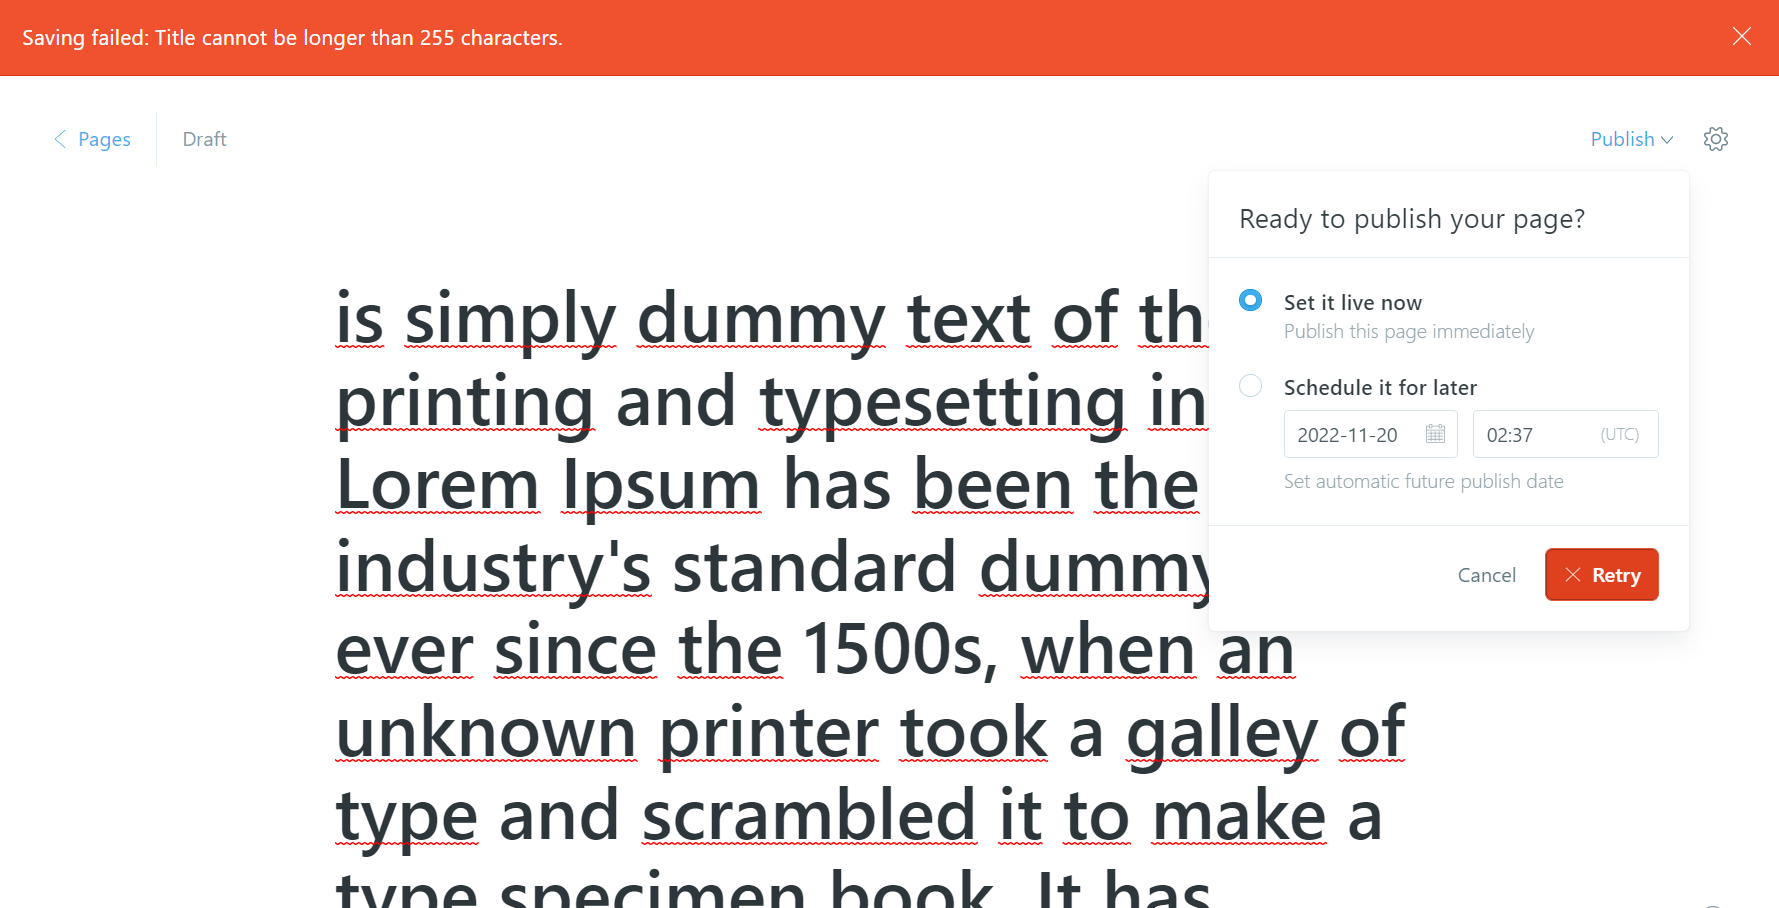 Saving failed: Title cannot be longer than 255 characters.
Pages
Draft
Publish
Ready to publish your page?
Set it live now
Publish this page immediately
Schedule it for later
2022-11-20
02:37 (UTC)
Set automatic future publish date
Cancel
Retry
is simply dummy text of
printing and typesetting
Lorem Ipsum has been the
industry's standard dummy
ever since the 1500s, when an
unknown printer took a galley of
type and scrambled it to make a
type specimen book. It has